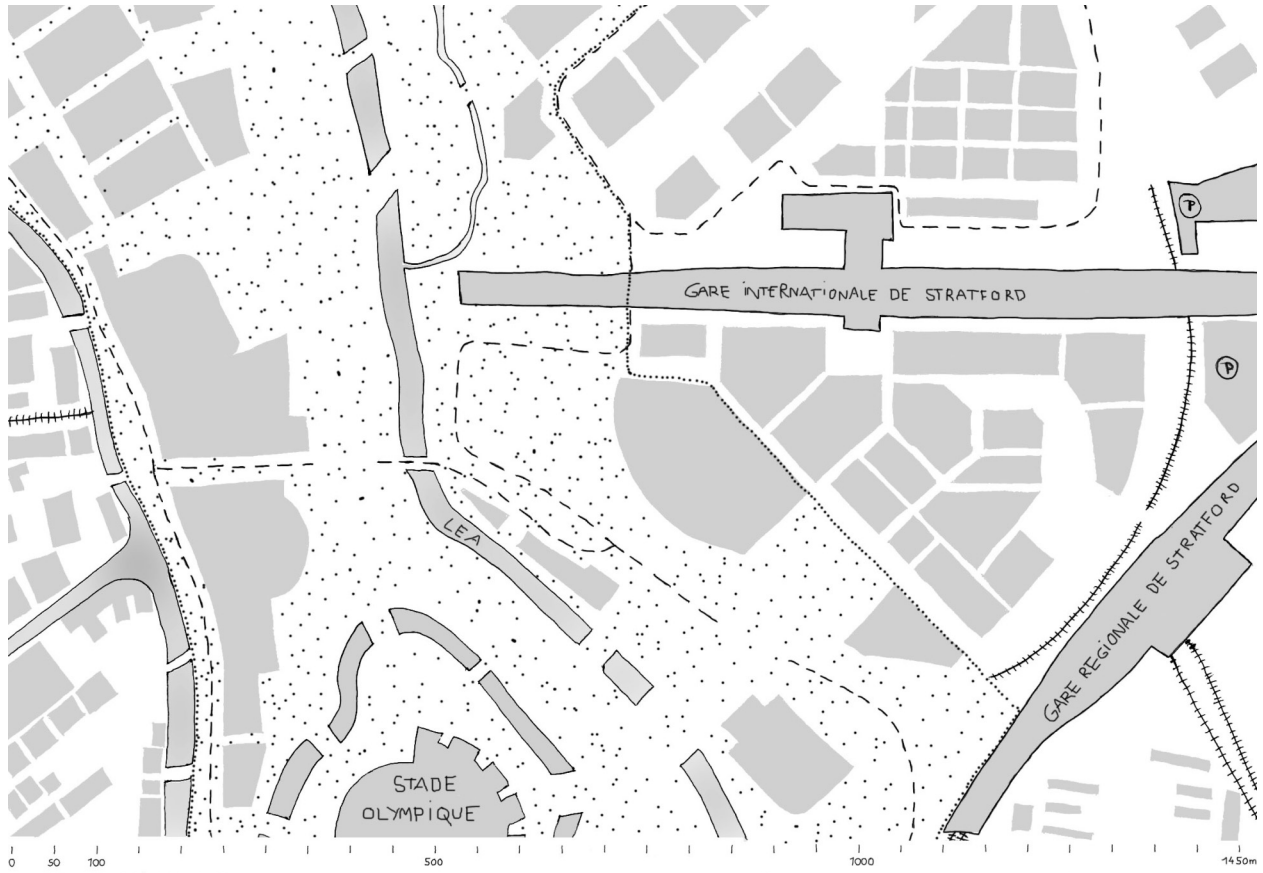 P
GARE INTERNATIONALE DE STRATFORD
P
LEA
GARE REGIONALE DE STRATFORD
STADE
OLYMPIQUE
0 50 100 500 1000 1450m